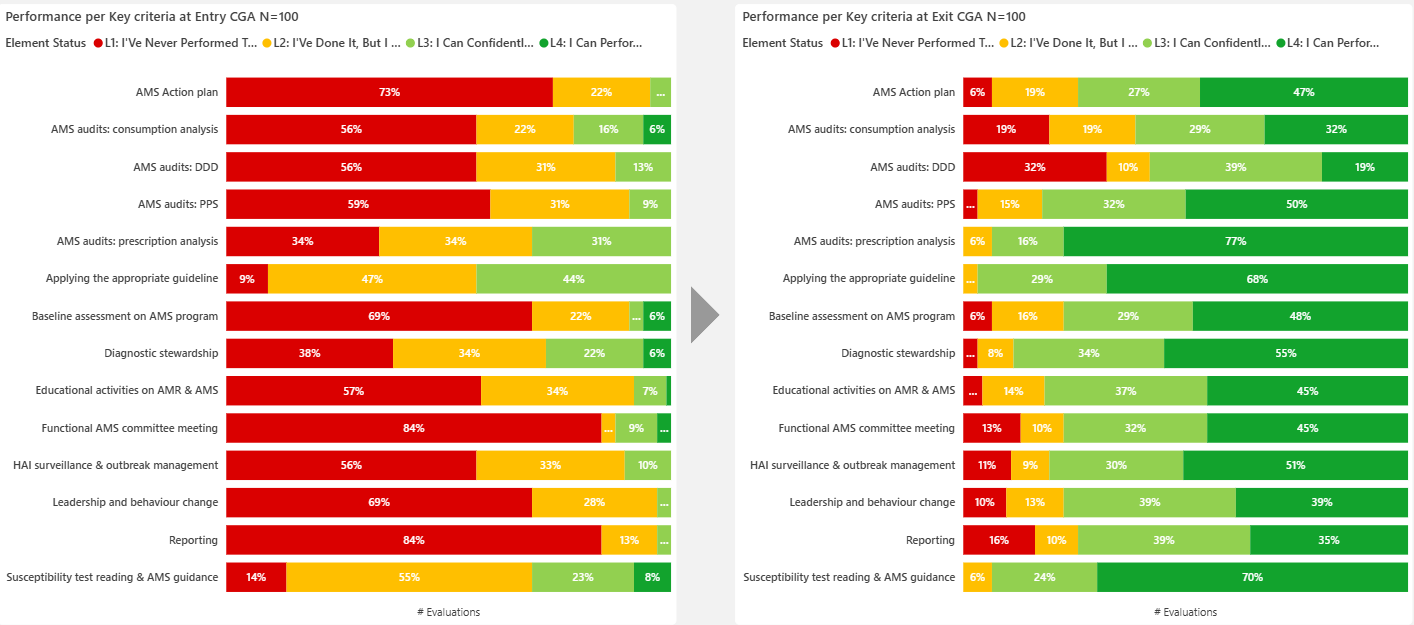 Performance per Key criteria at Entry CGA N=100
Element Status L1: I'Ve Never Performed T... L2: I'Ve Done It, But I ... L3: I Can Confidentl... L4: I Can Perfor...
AMS Action plan 73% 22% ...
AMS audits: consumption analysis 56% 22% 16% 6%
AMS audits: DDD 56% 31% 13%
AMS audits: PPS 59% 31% 9%
AMS audits: prescription analysis 34% 34% 31%
Applying the appropriate guideline 9% 47% 44%
Baseline assessment on AMS program 69% 22% ... 6%
Diagnostic stewardship 38% 34% 22% 6%
Educational activities on AMR & AMS 57% 34% 7%
Functional AMS committee meeting 84% ... 9% ...
HAI surveillance & outbreak management 56% 33% 10%
Leadership and behaviour change 69% 28% ...
Reporting 84% 13% ...
Susceptibility test reading & AMS guidance 14% 55% 23% 8%
# Evaluations
Performance per Key criteria at Exit CGA N=100
Element Status L1: I'Ve Never Performed T... L2: I'Ve Done It, But I ... L3: I Can Confidentl... L4: I Can Perfor...
AMS Action plan 6% 19% 27% 47%
AMS audits: consumption analysis 19% 19% 29% 32%
AMS audits: DDD 32% 10% 39% 19%
AMS audits: PPS ... 15% 32% 50%
AMS audits: prescription analysis 6% 16% 77%
Applying the appropriate guideline ... 29% 68%
Baseline assessment on AMS program 6% 16% 29% 48%
Diagnostic stewardship ... 8% 34% 55%
Educational activities on AMR & AMS ... 14% 37% 45%
Functional AMS committee meeting 13% 10% 32% 45%
HAI surveillance & outbreak management 11% 9% 30% 51%
Leadership and behaviour change 10% 13% 39% 39%
Reporting 16% 10% 39% 35%
Susceptibility test reading & AMS guidance 6% 24% 70%
# Evaluations